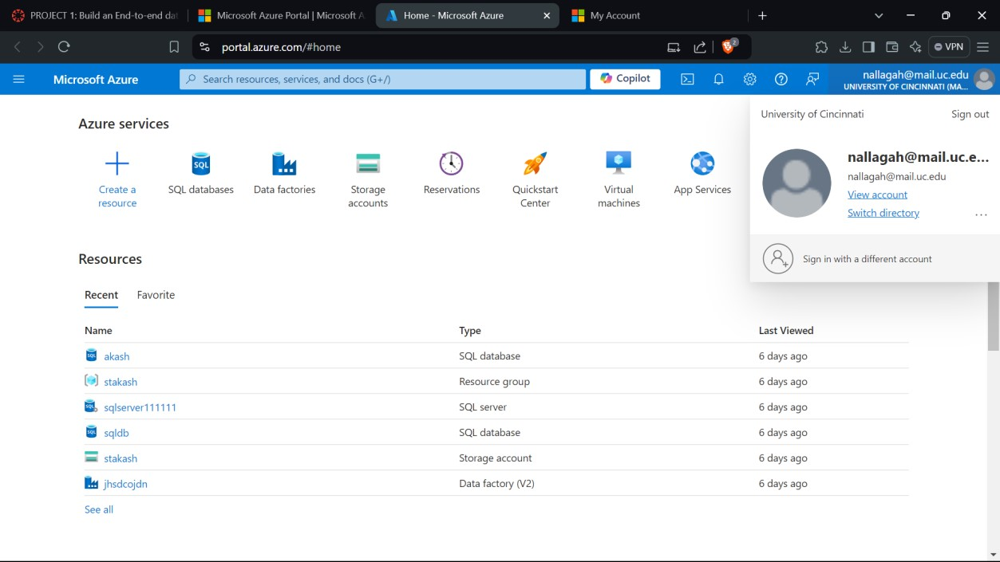 PROJECT 1: Build an End-to-end da
Microsoft Azure Portal | Microsoft A
Home - Microsoft Azure
My Account
portal.azure.com/#home
2
VPN
Microsoft Azure
Search resources, services, and docs (G+/)
Copilot
nallagah@mail.uc.edu
UNIVERSITY OF CINCINNATI (MA...
University of Cincinnati
Sign out
nallagah@mail.uc.e...
nallagah@mail.uc.edu
View account
Switch directory
...
Sign in with a different account
Azure services
Create a
resource
SQL
SQL databases
Data factories
Storage
accounts
Reservations
Quickstart
Center
Virtual
machines
App Services
Resources
Recent
Favorite
Name Type Last Viewed
akash SQL database 6 days ago
stakash Resource group 6 days ago
sqlserver111111 SQL server 6 days ago
sqldb SQL database 6 days ago
stakash Storage account 6 days ago
jhsdcojdn Data factory (V2) 6 days ago
See all